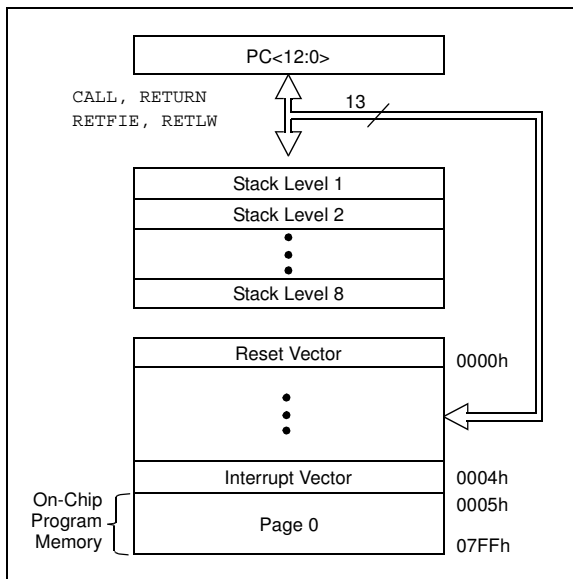 PC<12:0>
CALL, RETURN
RETFIE, RETLW
13
Stack Level 1
Stack Level 2
Stack Level 8
Reset Vector
0000h
Interrupt Vector
0004h
On-Chip
Program
Memory
0005h
Page 0
07FFh